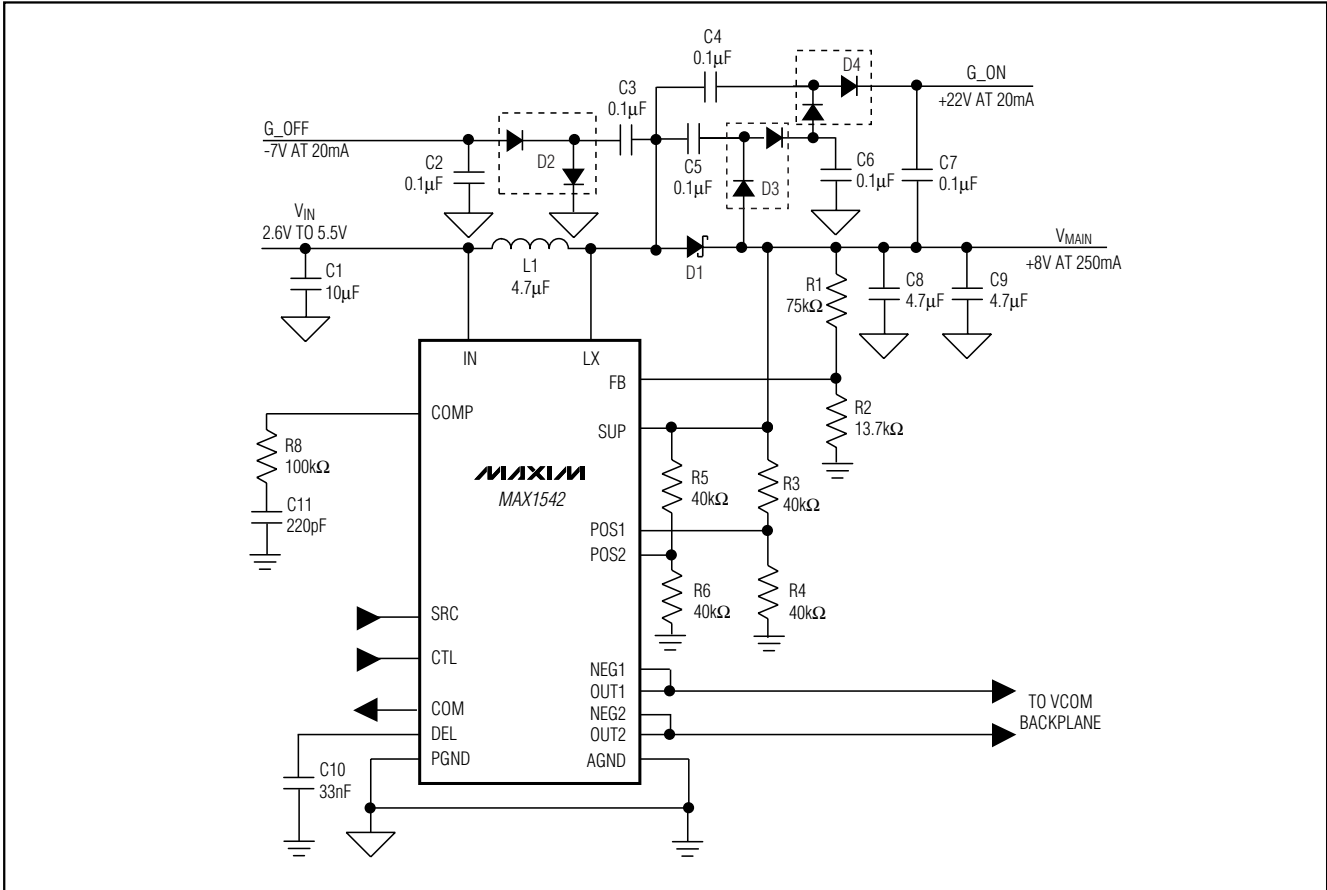 C4
0.1µF
D4
G_ON
+22V AT 20mA
C3
0.1µF
G_OFF
-7V AT 20mA
C2
0.1µF
D2
C5
0.1µF
D3
C6
0.1µF
C7
0.1µF
VIN
2.6V TO 5.5V
L1
4.7µF
D1
VMAIN
+8V AT 250mA
C1
10µF
R1
75kΩ
C8
4.7µF
C9
4.7µF
IN
LX
FB
COMP
SUP
R2
13.7kΩ
R8
100kΩ
C11
220pF
MAXIM
MAX1542
R5
40kΩ
R3
40kΩ
POS1
POS2
R6
40kΩ
R4
40kΩ
SRC
CTL
COM
DEL
PGND
NEG1
OUT1
NEG2
OUT2
AGND
TO VCOM
BACKPLANE
C10
33nF